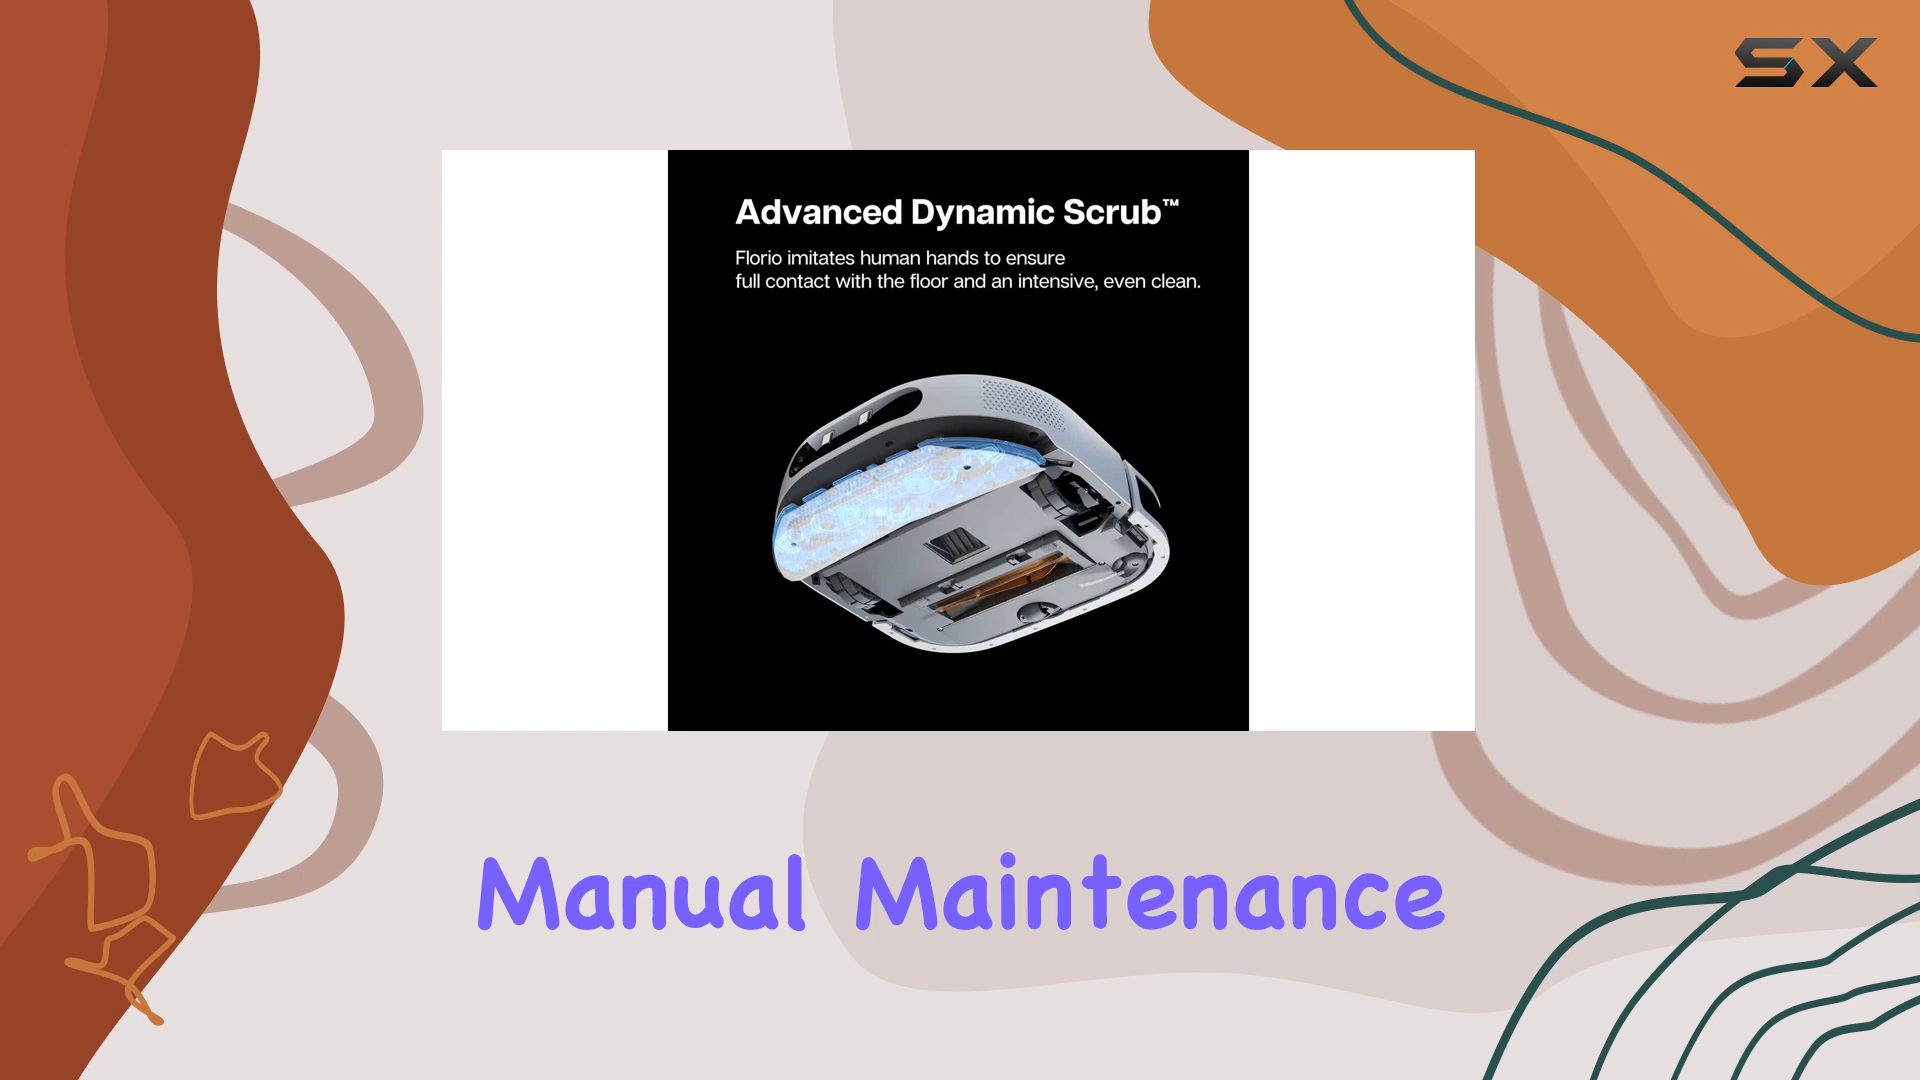 SX
Advanced Dynamic Scrub™
Florio imitates human hands to ensure
full contact with the floor and an intensive, even clean.
Manual Maintenance